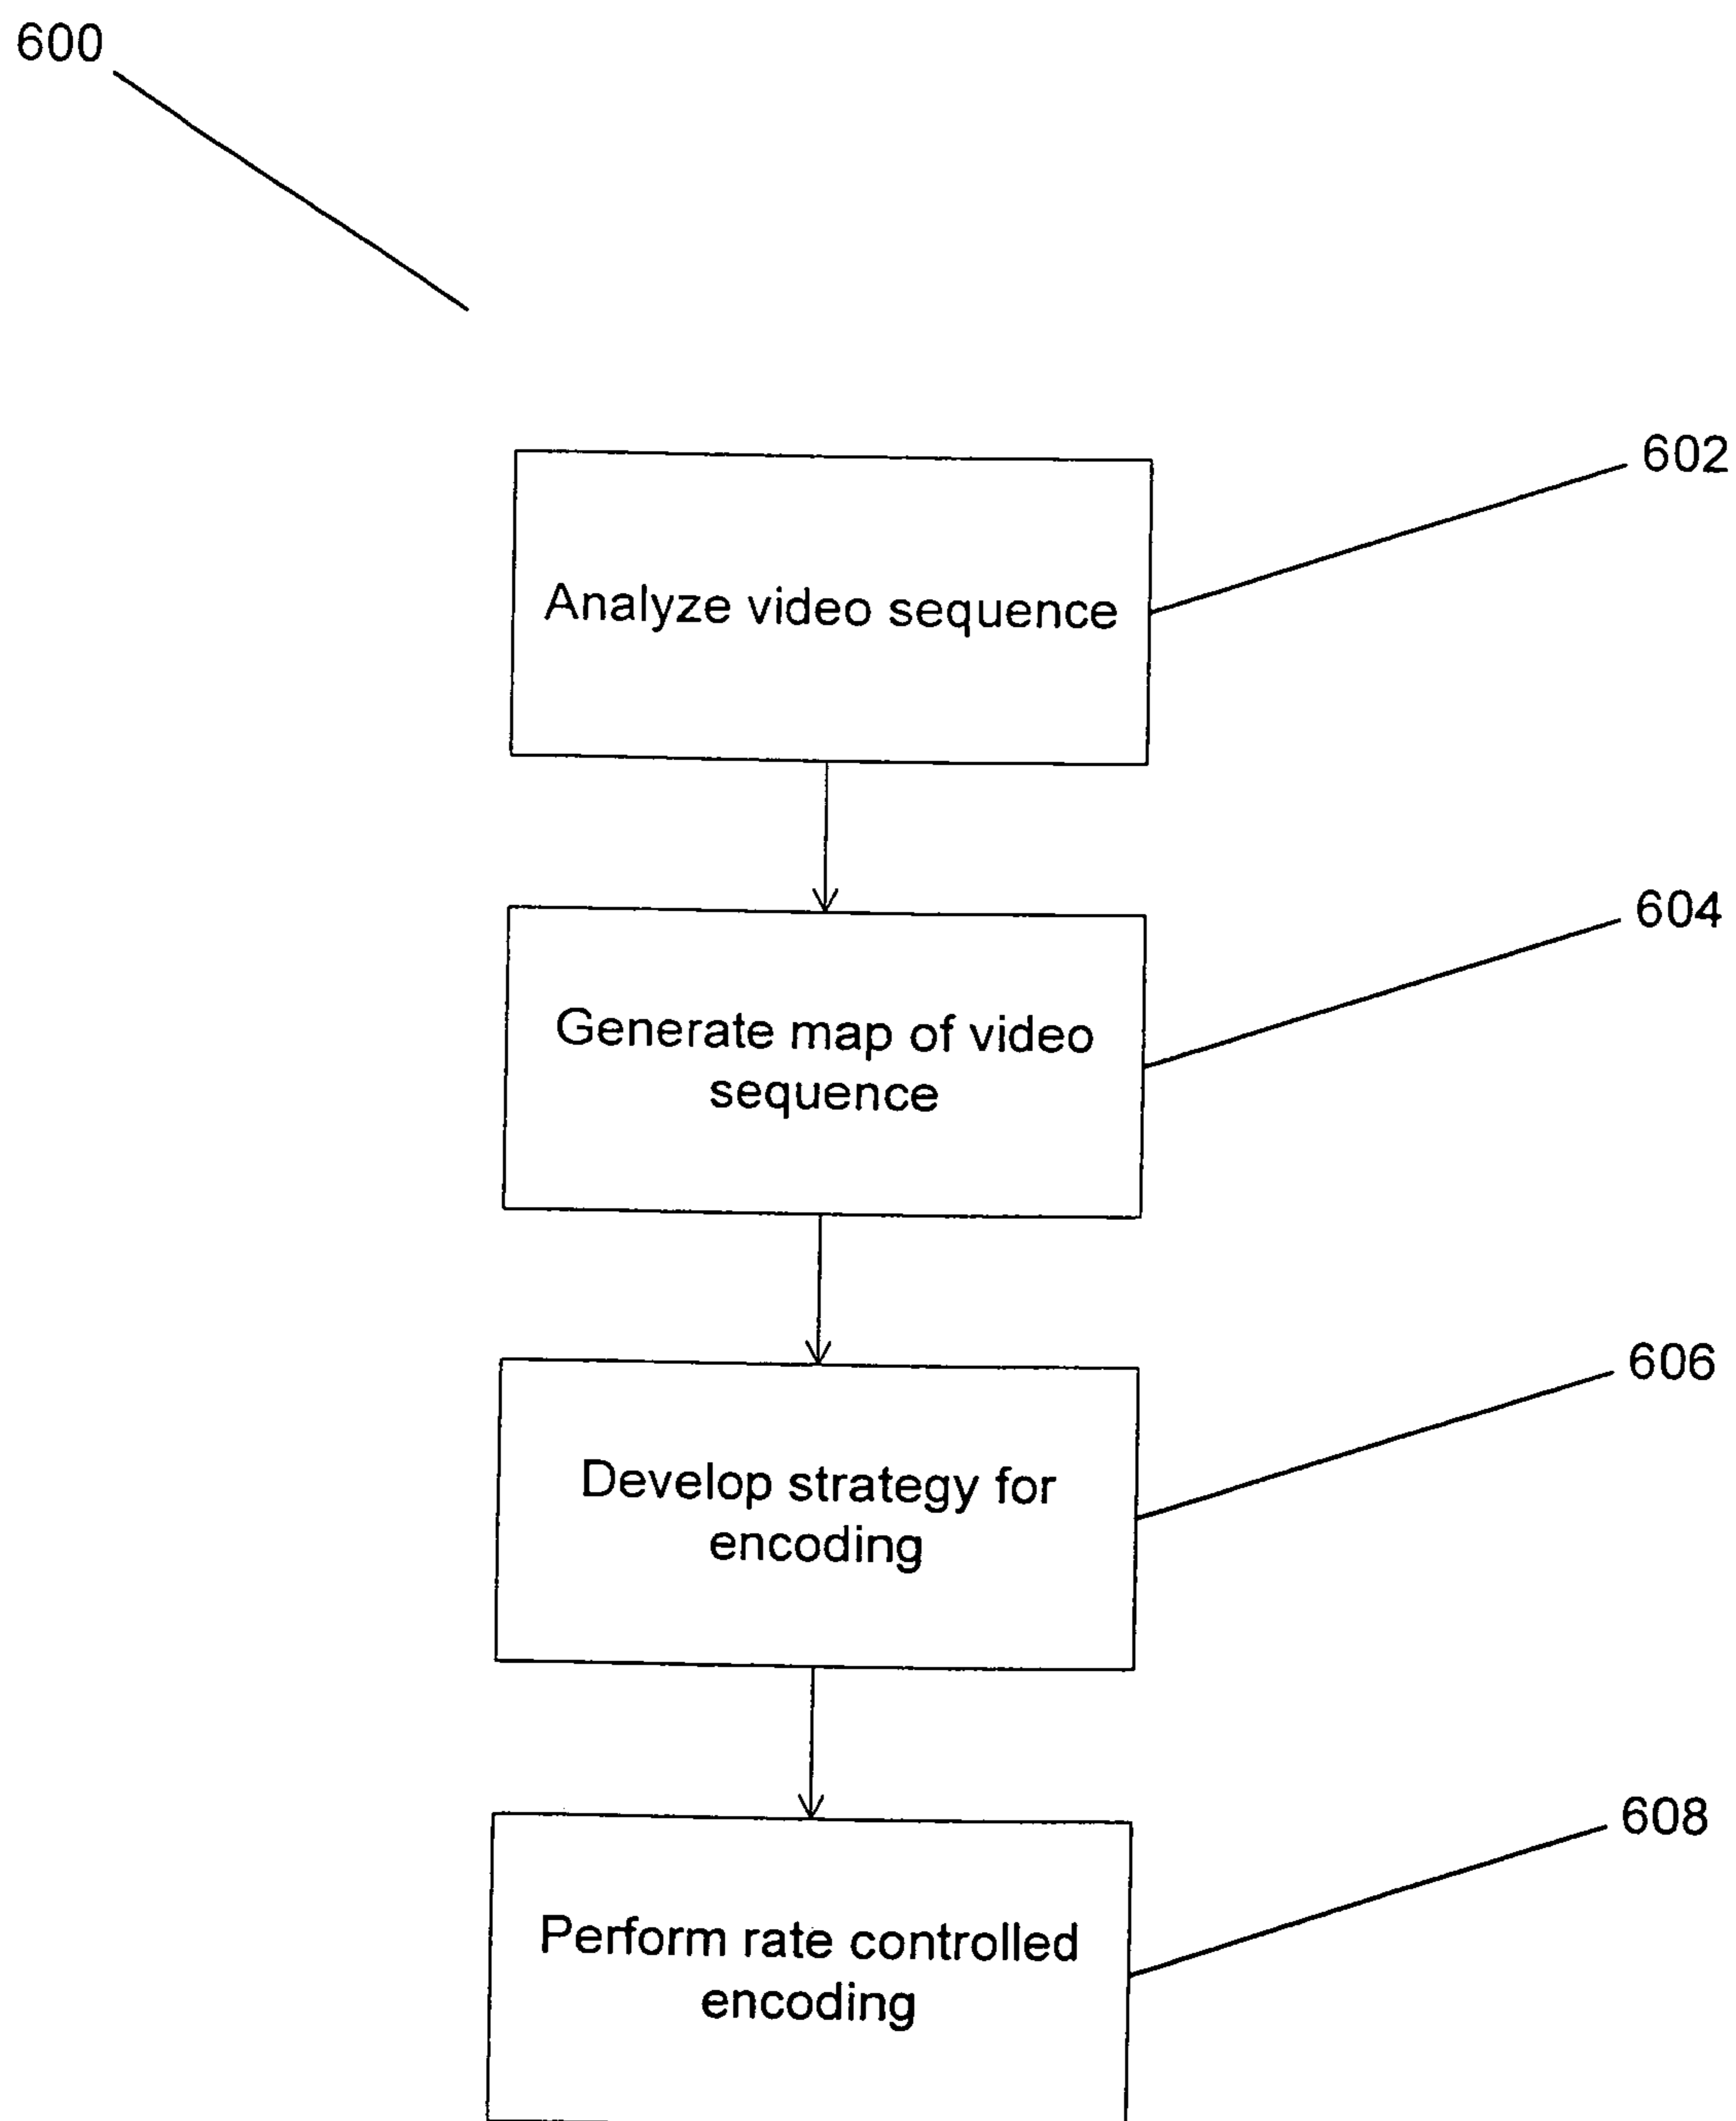 600
602
Analyze video sequence
604
Generate map of video
sequence
606
Develop strategy for
encoding
608
Perform rate controlled
encoding